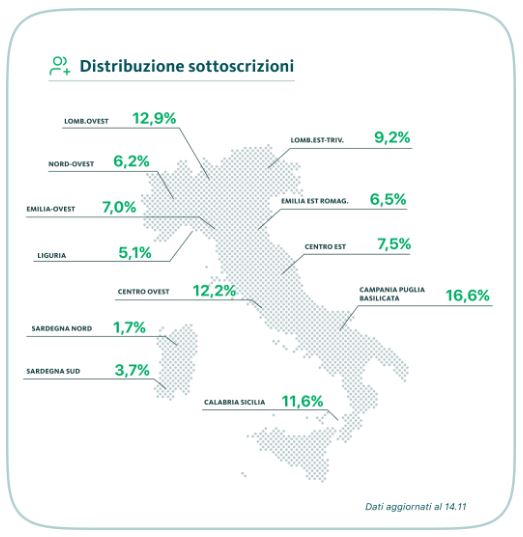 Distribuzione sottoscrizioni
LOMB.OVEST 12,9%
LOMB.EST-TRIV. 9,2%
NORD-OVEST 6,2%
EMILIA EST ROMAG. 6,5%
EMILIA-OVEST 7,0%
CENTRO EST 7,5%
LIGURIA 5,1%
CENTRO OVEST 12,2%
CAMPANIA PUGLIA
BASILICATA 16,6%
SARDEGNA NORD 1,7%
SARDEGNA SUD 3,7%
CALABRIA SICILIA 11,6%
Dati aggiornati al 14.11